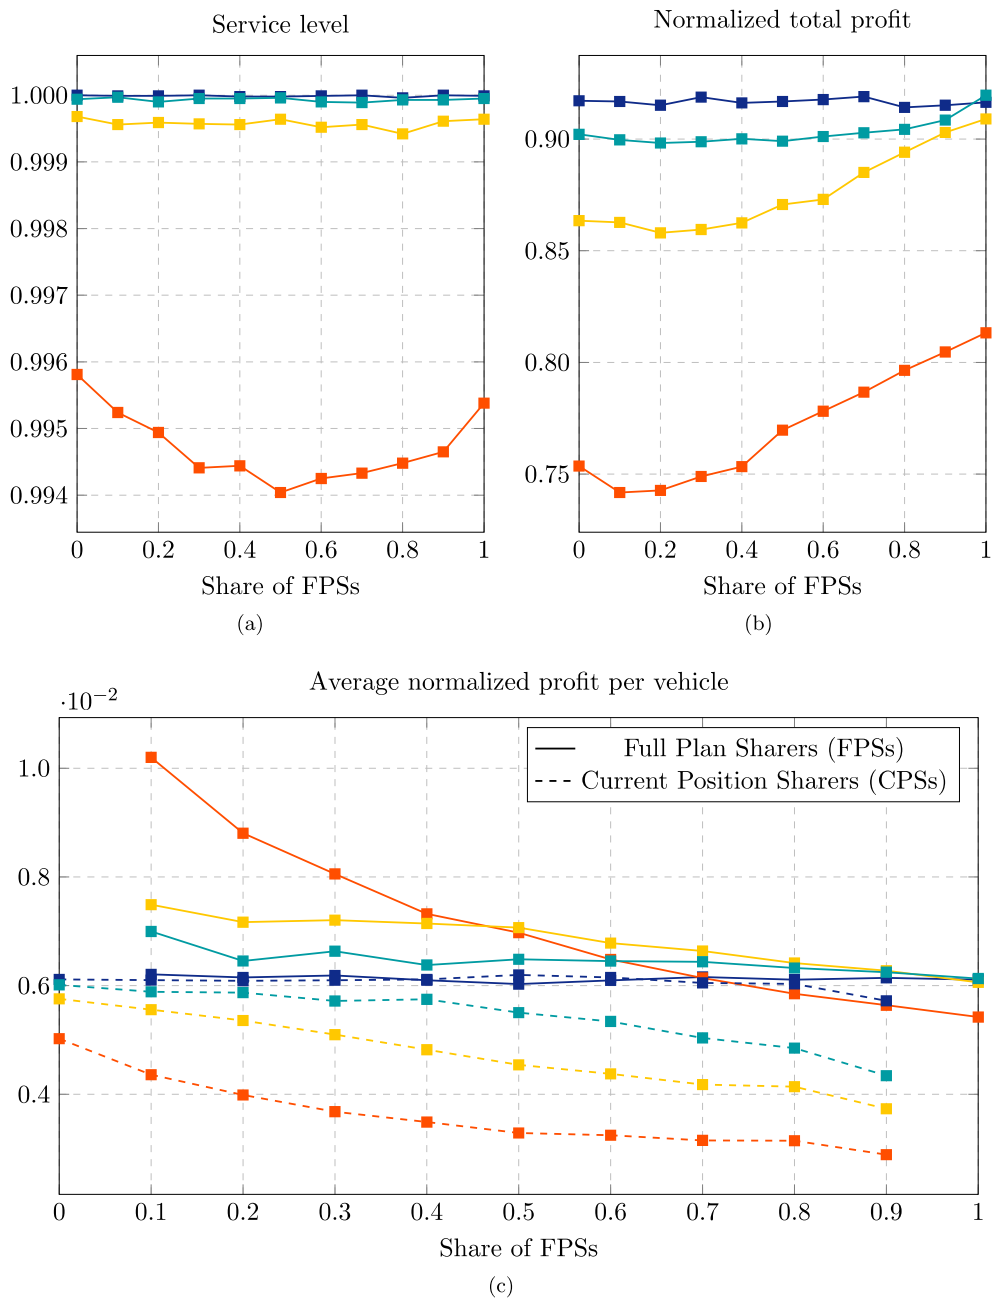 Service level
1.000
0.999
0.998
0.997
0.996
0.995
0.994
0 0.2 0.4 0.6 0.8 1
Share of FPSs
(a)
Normalized total profit
0.90
0.85
0.80
0.75
0 0.2 0.4 0.6 0.8 1
Share of FPSs
(b)
Average normalized profit per vehicle
·10⁻²
Full Plan Sharers (FPSs)
Current Position Sharers (CPSs)
1.0
0.8
0.6
0.4
0 0.1 0.2 0.3 0.4 0.5 0.6 0.7 0.8 0.9 1
Share of FPSs
(c)